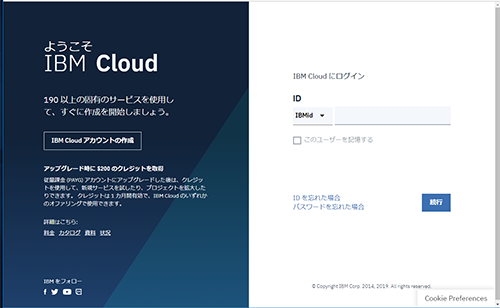 ようこそ
IBM Cloud
190 以上の固有のサービスを使用し
て、すぐに作成を開始しましょう。
IBM Cloud アカウントの作成
アップグレード時に $200 のクレジットを取得
従量課金 (PAYG) アカウントにアップグレードした後は、クレジッ
トを使用して、新規サービスを試したり、プロジェクトを拡大した
りできます。 クレジットは 1 カ月間有効で、IBM Cloud のいずれか
のオファリングで使用できます。
詳細はこちら:
料金 カタログ 資料 状況
IBM をフォロー
IBM Cloud にログイン
ID
IBMid
このユーザーを記憶する
ID を忘れた場合
パスワードを忘れた場合
続行
© Copyright IBM Corp. 2014, 2019. All rights reserved.
Cookie Preferences